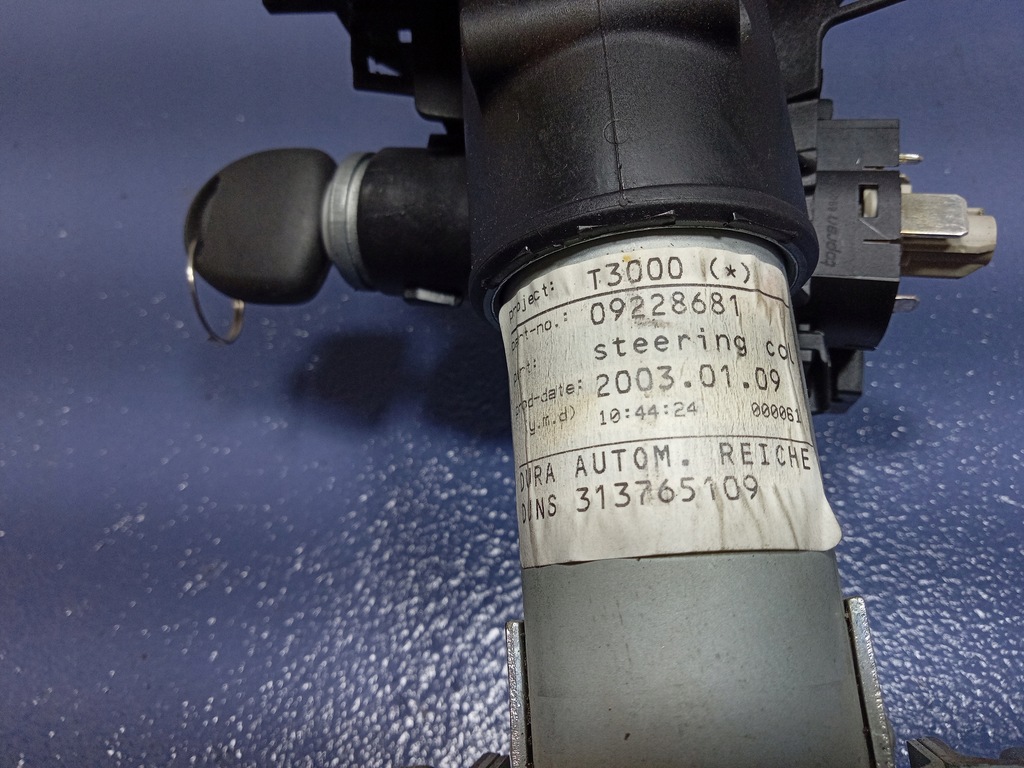 project: T3000 (*)
part-no.: 09228681
part: steering col
prod-date: 2003.01.09
(y.m.d) 10:44:24 000061
DURA AUTOM. REICHE
DUNS 313765109